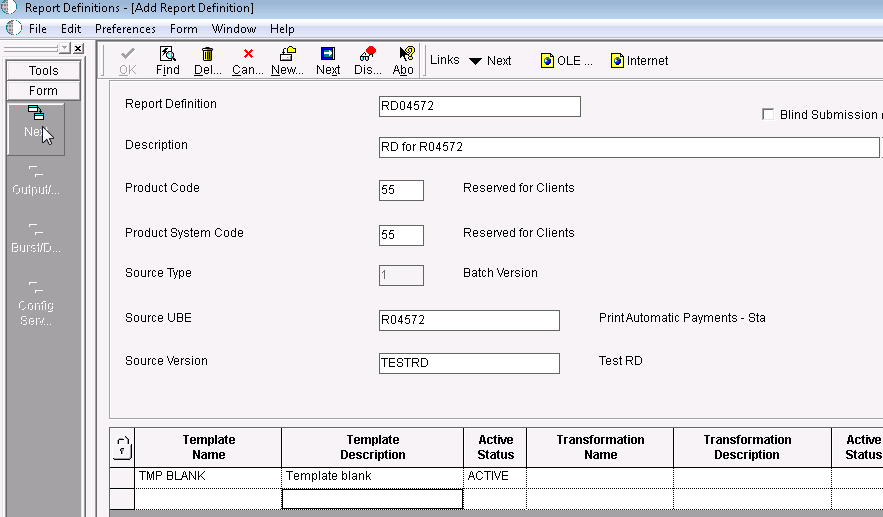 Report Definitions - [Add Report Definition]
File Edit Preferences Form Window Help
Tools
Form
Output/...
Burst/D...
Config
Serv...
OK Find Del... Can... New... Next Dis... Abo Links Next OLE ... Internet
Report Definition RD04572
Blind Submission
Description RD for R04572
Product Code 55 Reserved for Clients
Product System Code 55 Reserved for Clients
Source Type 1 Batch Version
Source UBE R04572 Print Automatic Payments - Sta
Source Version TESTRD Test RD
Template Name Template Description Active Status Transformation Name Transformation Description Active Status
TMP BLANK Template blank ACTIVE